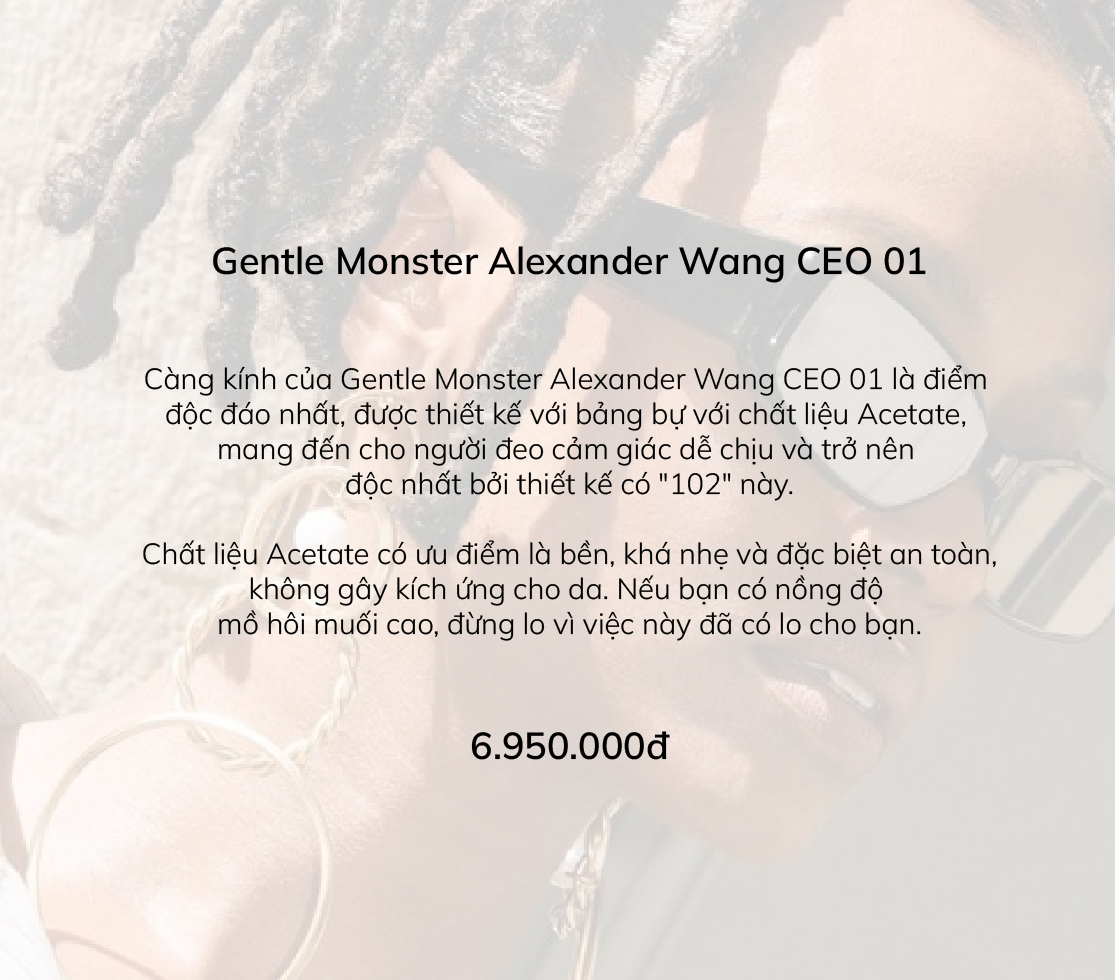 Gentle Monster Alexander Wang CEO 01
Càng kính của Gentle Monster Alexander Wang CEO 01 là điểm
độc đáo nhất, được thiết kế với bảng bự với chất liệu Acetate,
mang đến cho người đeo cảm giác dễ chịu và trở nên
độc nhất bởi thiết kế có "102" này.
Chất liệu Acetate có ưu điểm là bền, khá nhẹ và đặc biệt an toàn,
không gây kích ứng cho da. Nếu bạn có nồng độ
mồ hôi muối cao, đừng lo vì việc này đã có lo cho bạn.
6.950.000đ